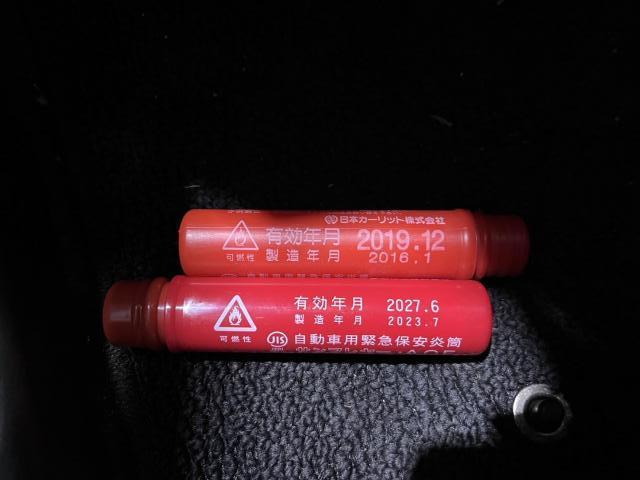 日本カーリット株式会社
有効年月 2019.12
製造年月 2016.1
可燃性
有効年月 2027.6
製造年月 2023.7
可燃性
JIS 自動車用緊急保安炎筒